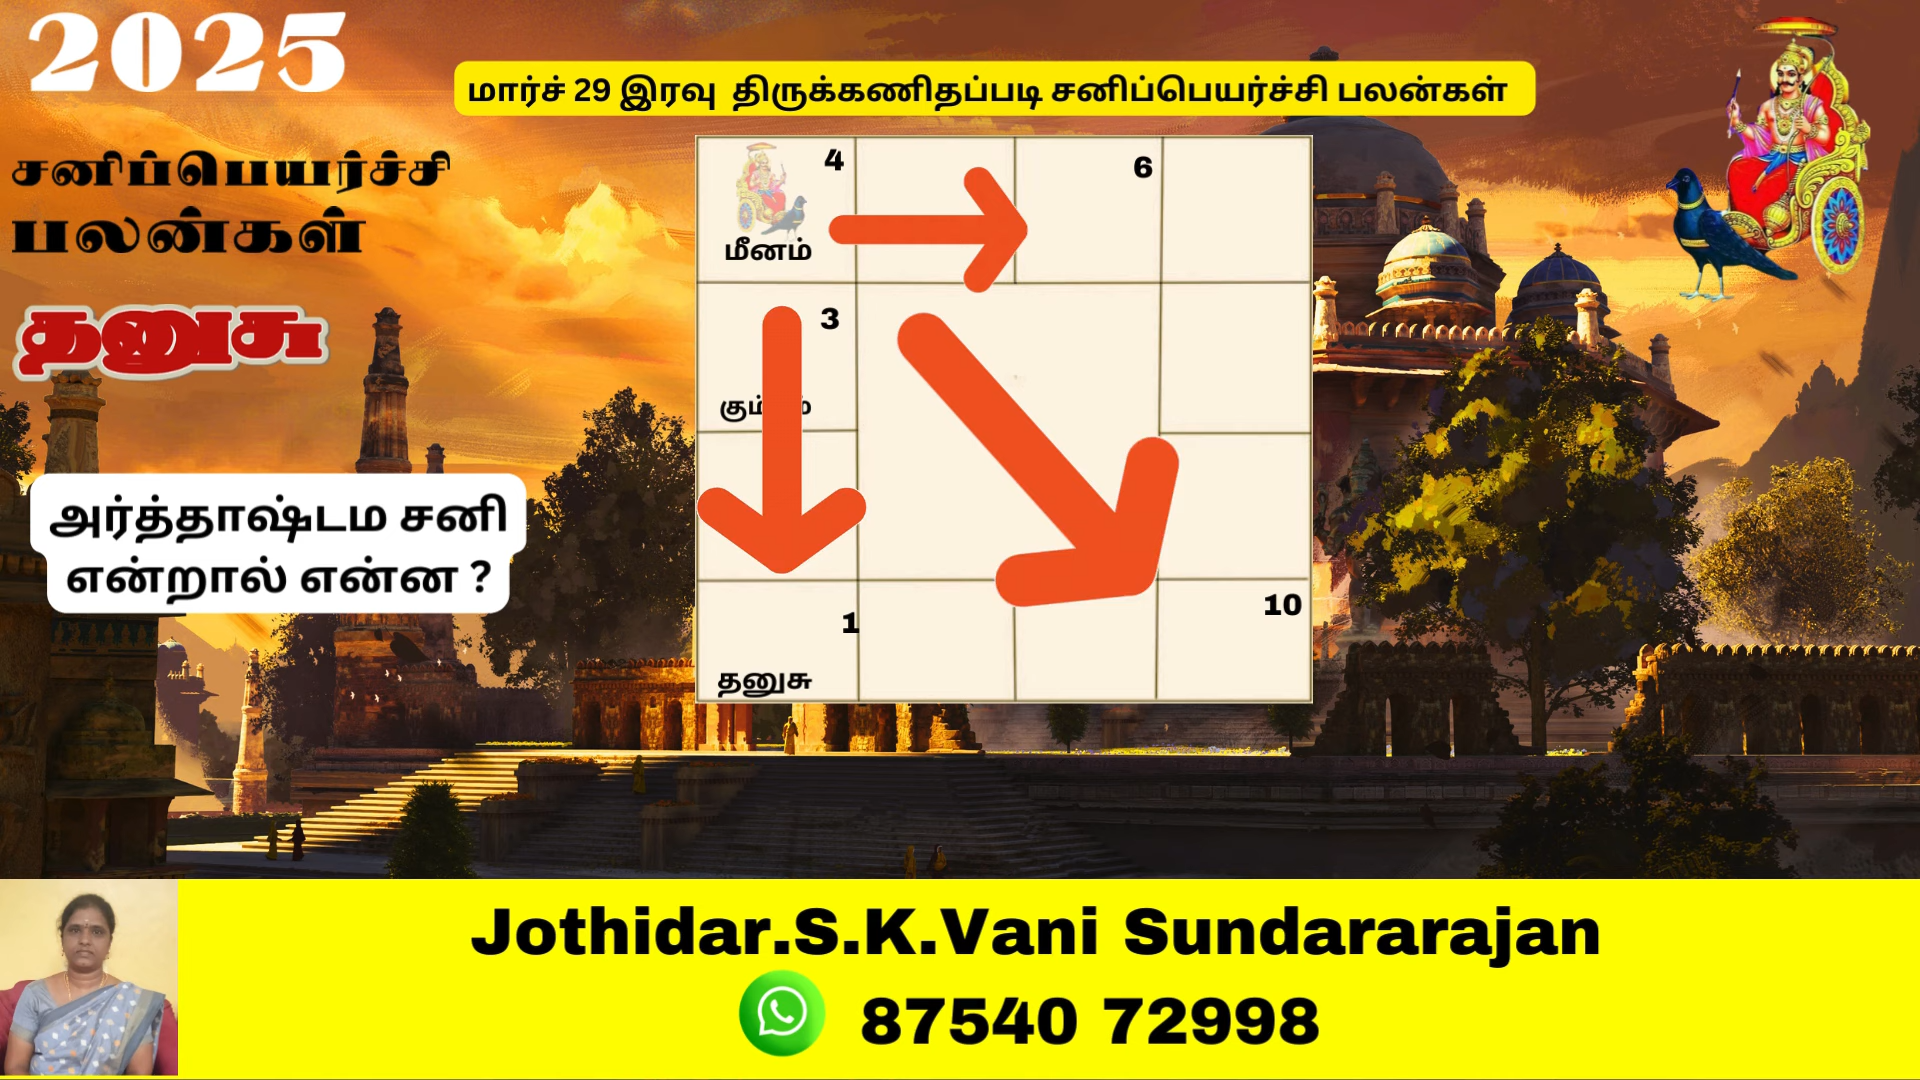 2025
மார்ச் 29 இரவு திருக்கணிதப்படி சனிப்பெயர்ச்சி பலன்கள்
சனிப்பெயர்ச்சி
பலன்கள்
தனுசு
அர்த்தாஷ்டம சனி
என்றால் என்ன ?
4
6
மீனம்
3
10
1
தனுசு
Jothidar.S.K.Vani Sundararajan
87540 72998